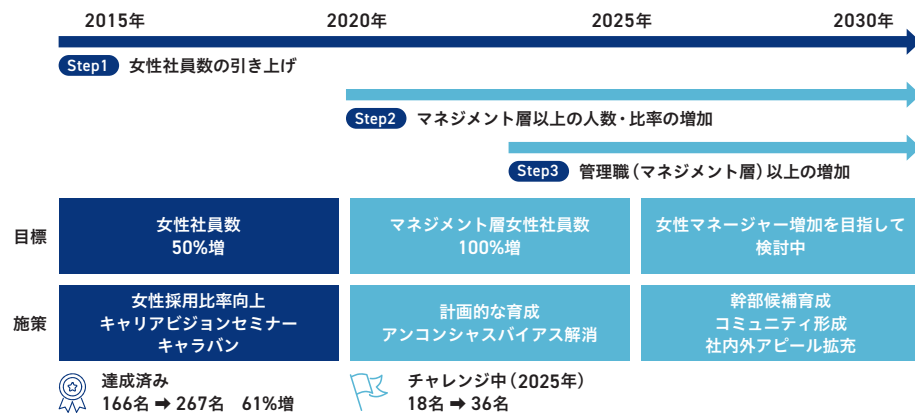 2015年 2020年 2025年 2030年
Step1 女性社員数の引き上げ
Step2 マネジメント層以上の人数・比率の増加
Step3 管理職(マネジメント層)以上の増加
目標
女性社員数
50%増
マネジメント層女性社員数
100%増
女性マネージャー増加を目指して
検討中
施策
女性採用比率向上
キャリアビジョンセミナー
キャラバン
計画的な育成
アンコンシャスバイアス解消
幹部候補育成
コミュニティ形成
社内外アピール拡充
達成済み
166名 ➡ 267名 61%増
チャレンジ中(2025年)
18名 ➡ 36名